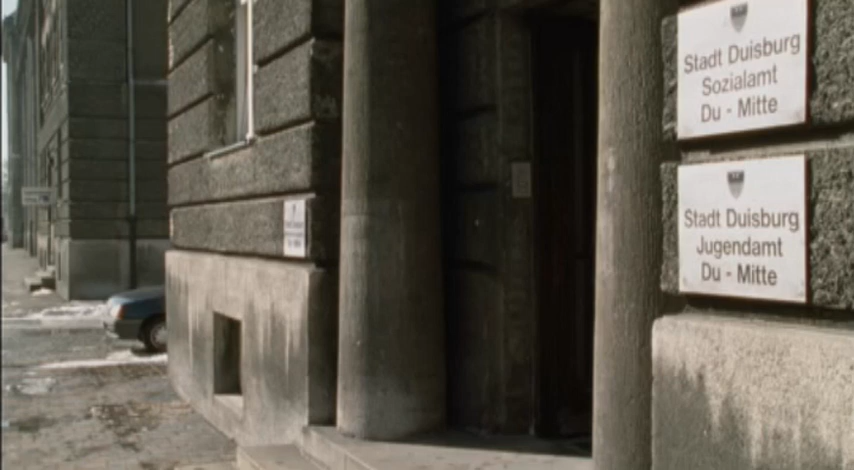 Stadt Duisburg
Sozialamt
Du - Mitte
Stadt Duisburg
Jugendamt
Du - Mitte